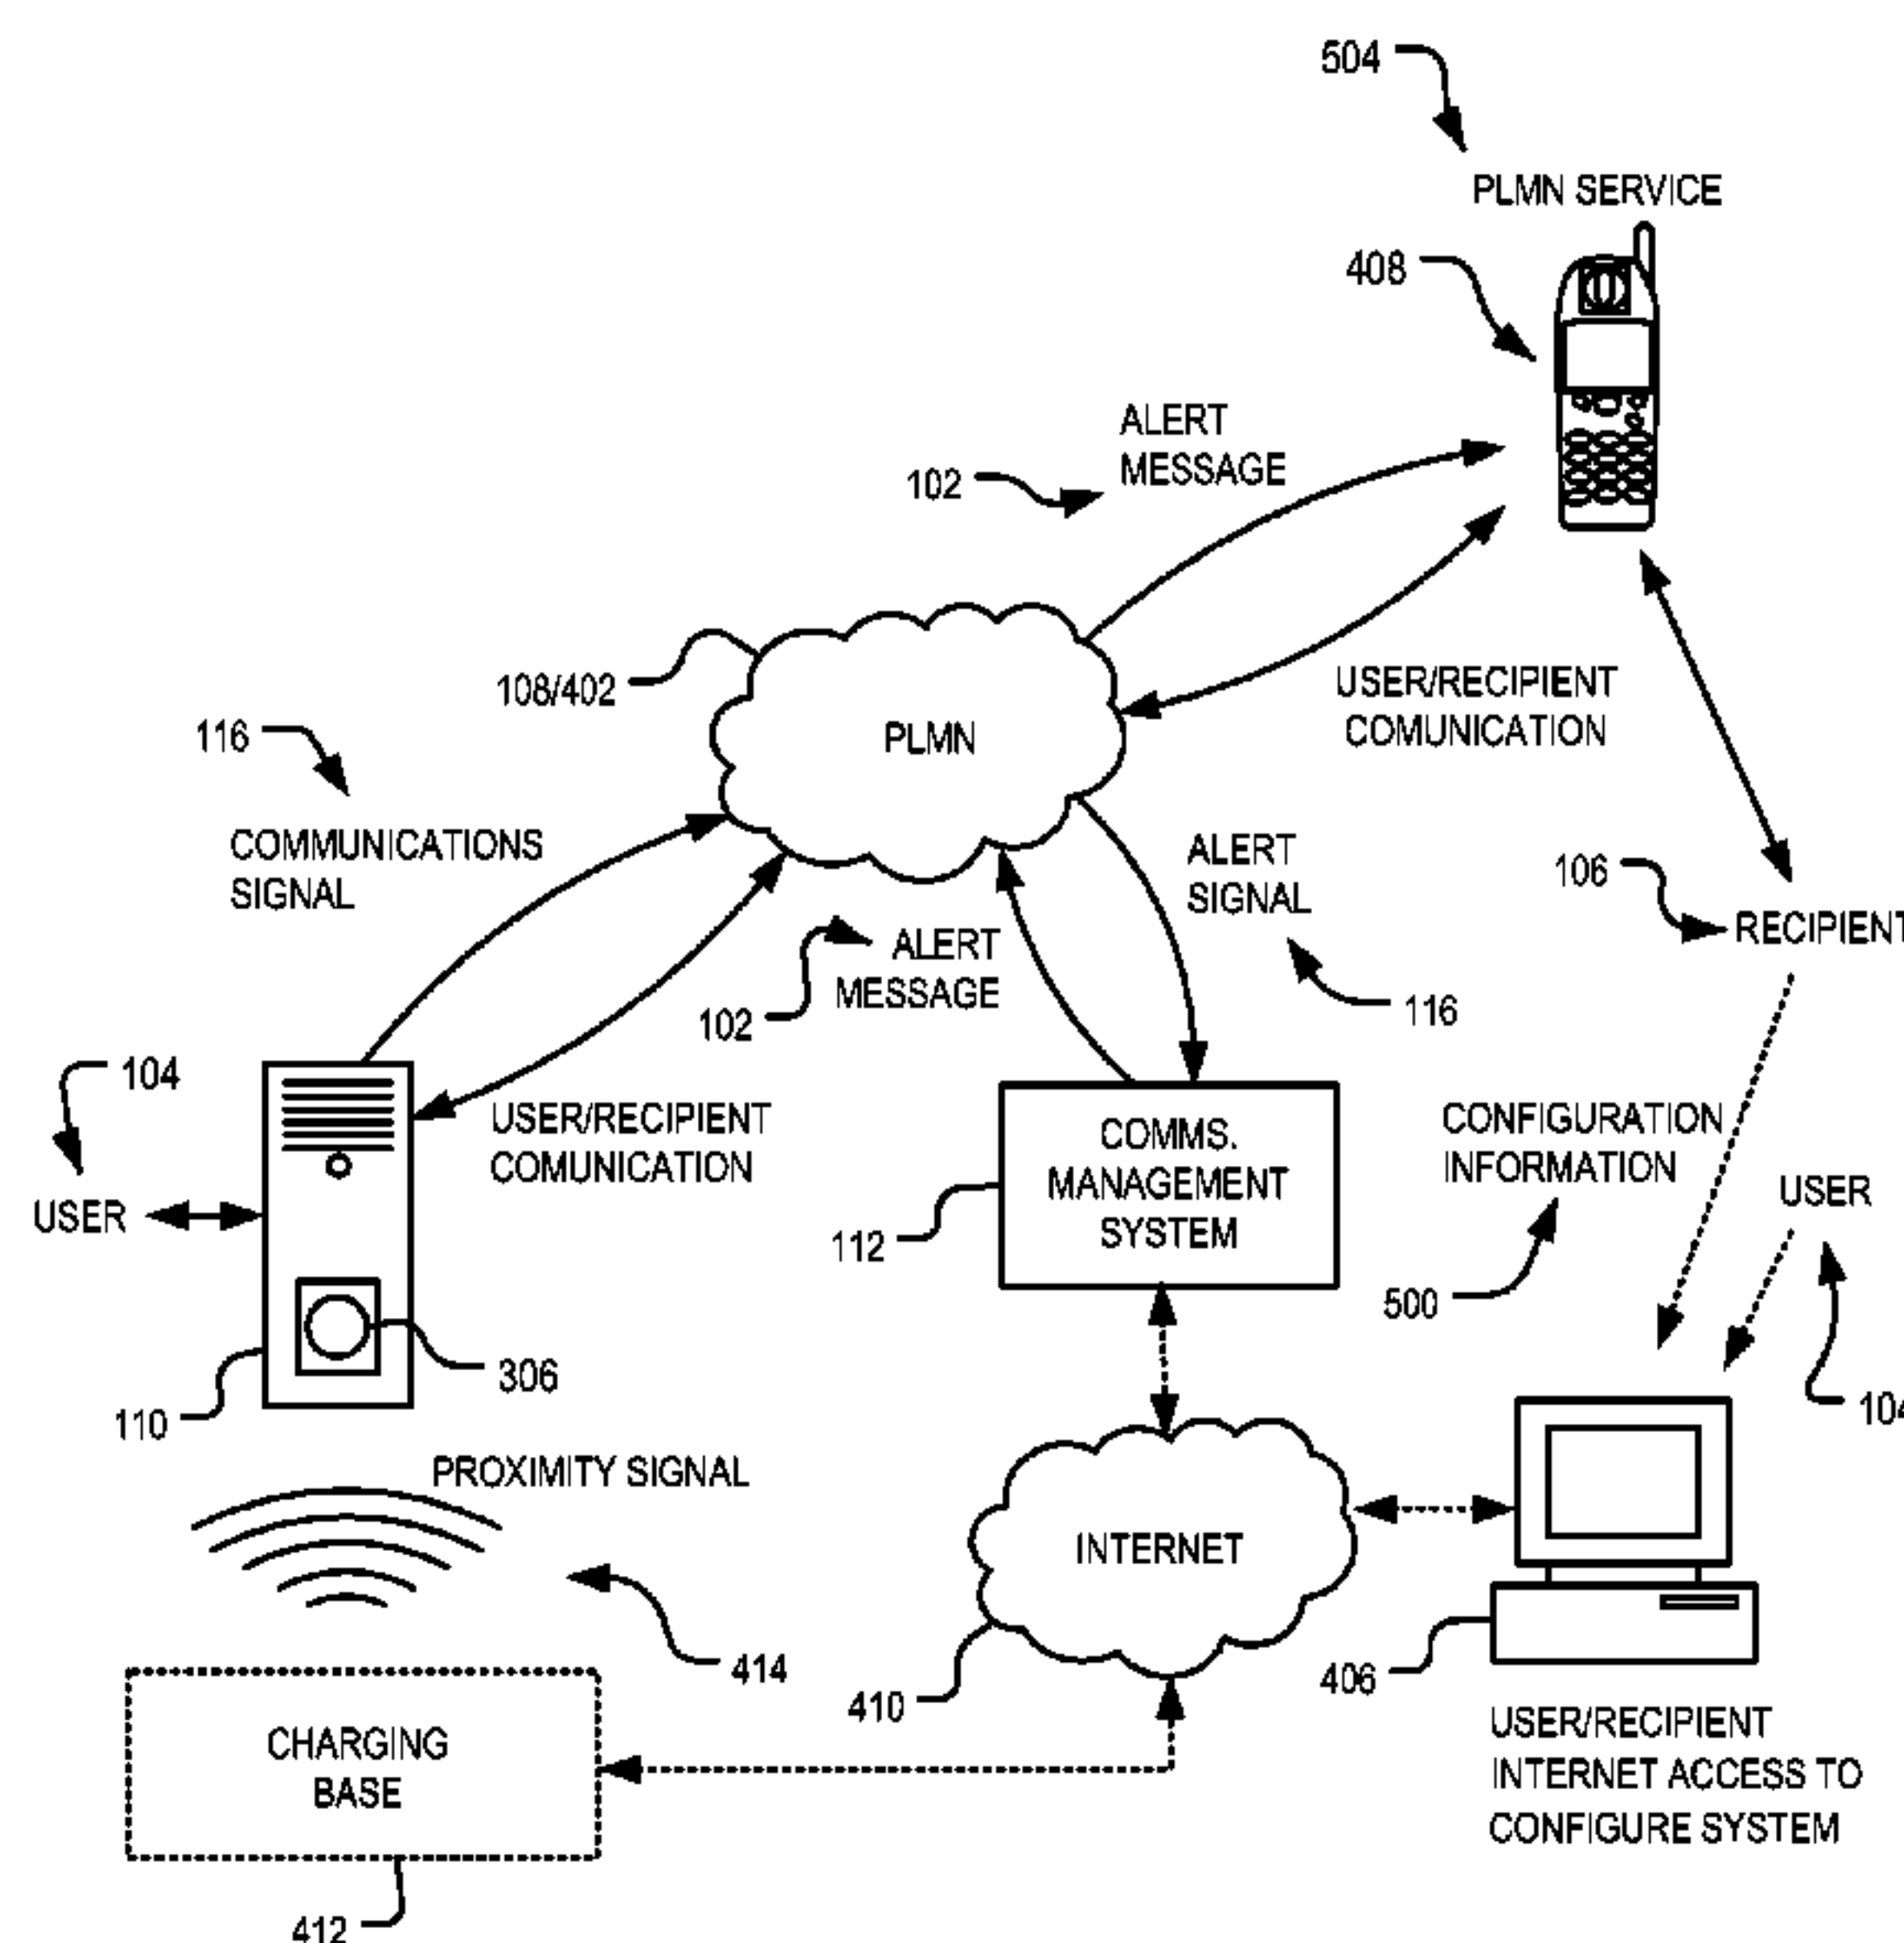 504
PLMN SERVICE
408
ALERT
MESSAGE
102
108/402
PLMN
USER/RECIPIENT
COMUNICATION
116
COMMUNICATIONS
SIGNAL
ALERT
SIGNAL
116
106
RECIPIENT
102
ALERT
MESSAGE
104
USER
USER/RECIPIENT
COMUNICATION
COMMS.
MANAGEMENT
SYSTEM
112
CONFIGURATION
INFORMATION
500
USER
104
110
306
PROXIMITY SIGNAL
414
INTERNET
410
406
CHARGING
BASE
412
USER/RECIPIENT
INTERNET ACCESS TO
CONFIGURE SYSTEM